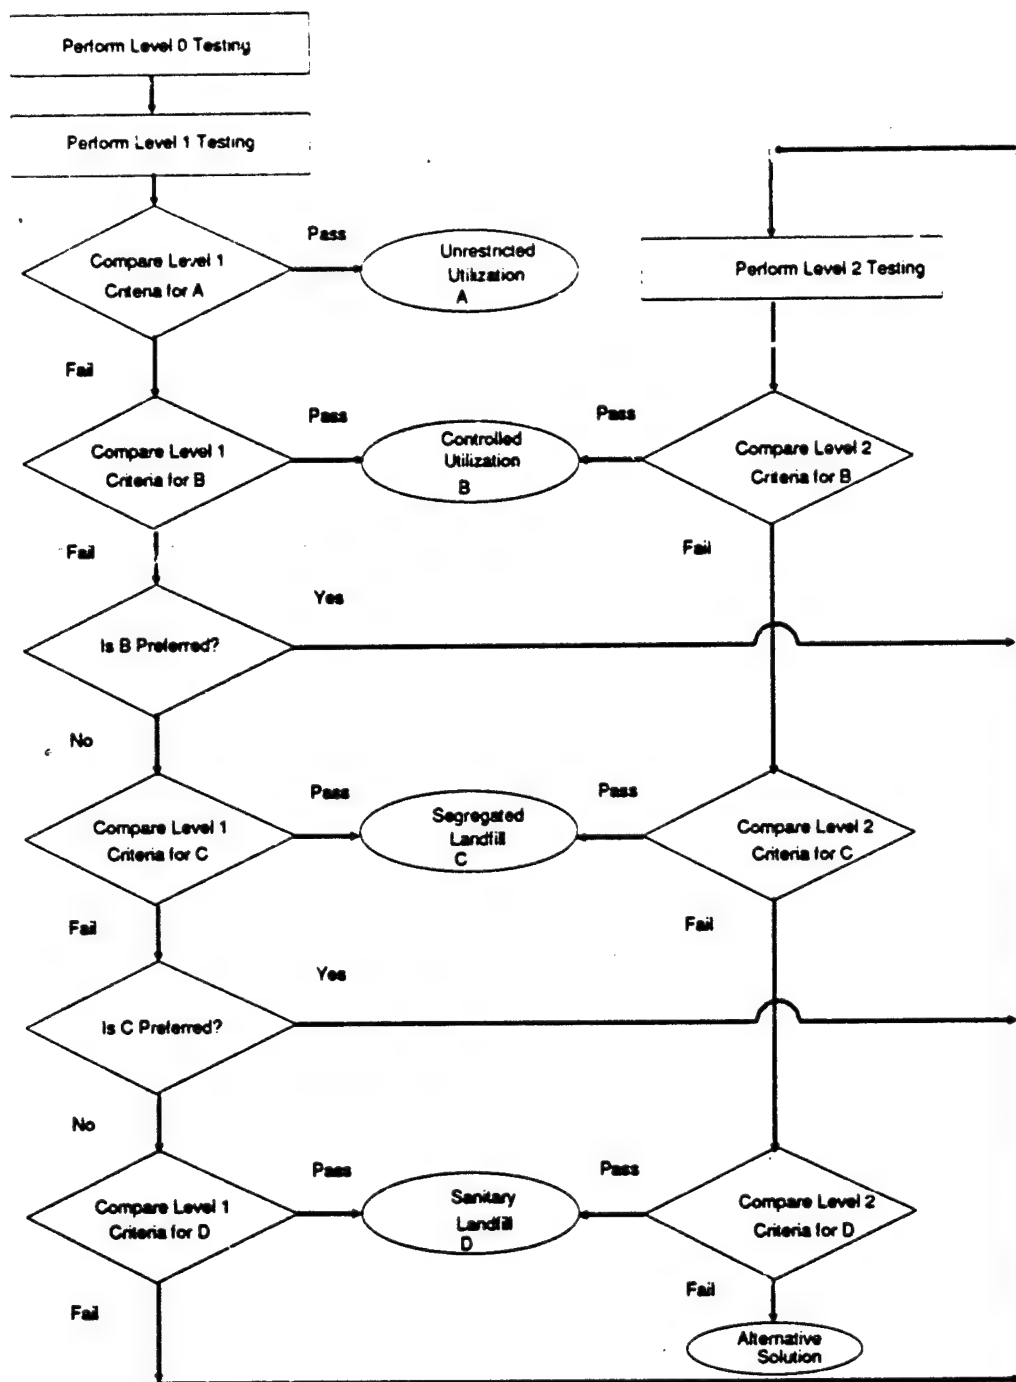 Perform Level 0 Testing
Perform Level 1 Testing
Pass
Compare Level 1
Criteria for A
Unrestricted
Utilization
A
Perform Level 2 Testing
Fail
Pass
Pass
Compare Level 1
Criteria for B
Controlled
Utilization
B
Compare Level 2
Criteria for B
Fail
Fail
Yes
Is B Preferred?
No
Pass
Pass
Compare Level 1
Criteria for C
Segregated
Landfill
C
Compare Level 2
Criteria for C
Fail
Fail
Yes
Is C Preferred?
No
Pass
Pass
Compare Level 1
Criteria for D
Sanitary
Landfill
D
Compare Level 2
Criteria for D
Fail
Fail
Alternative
Solution